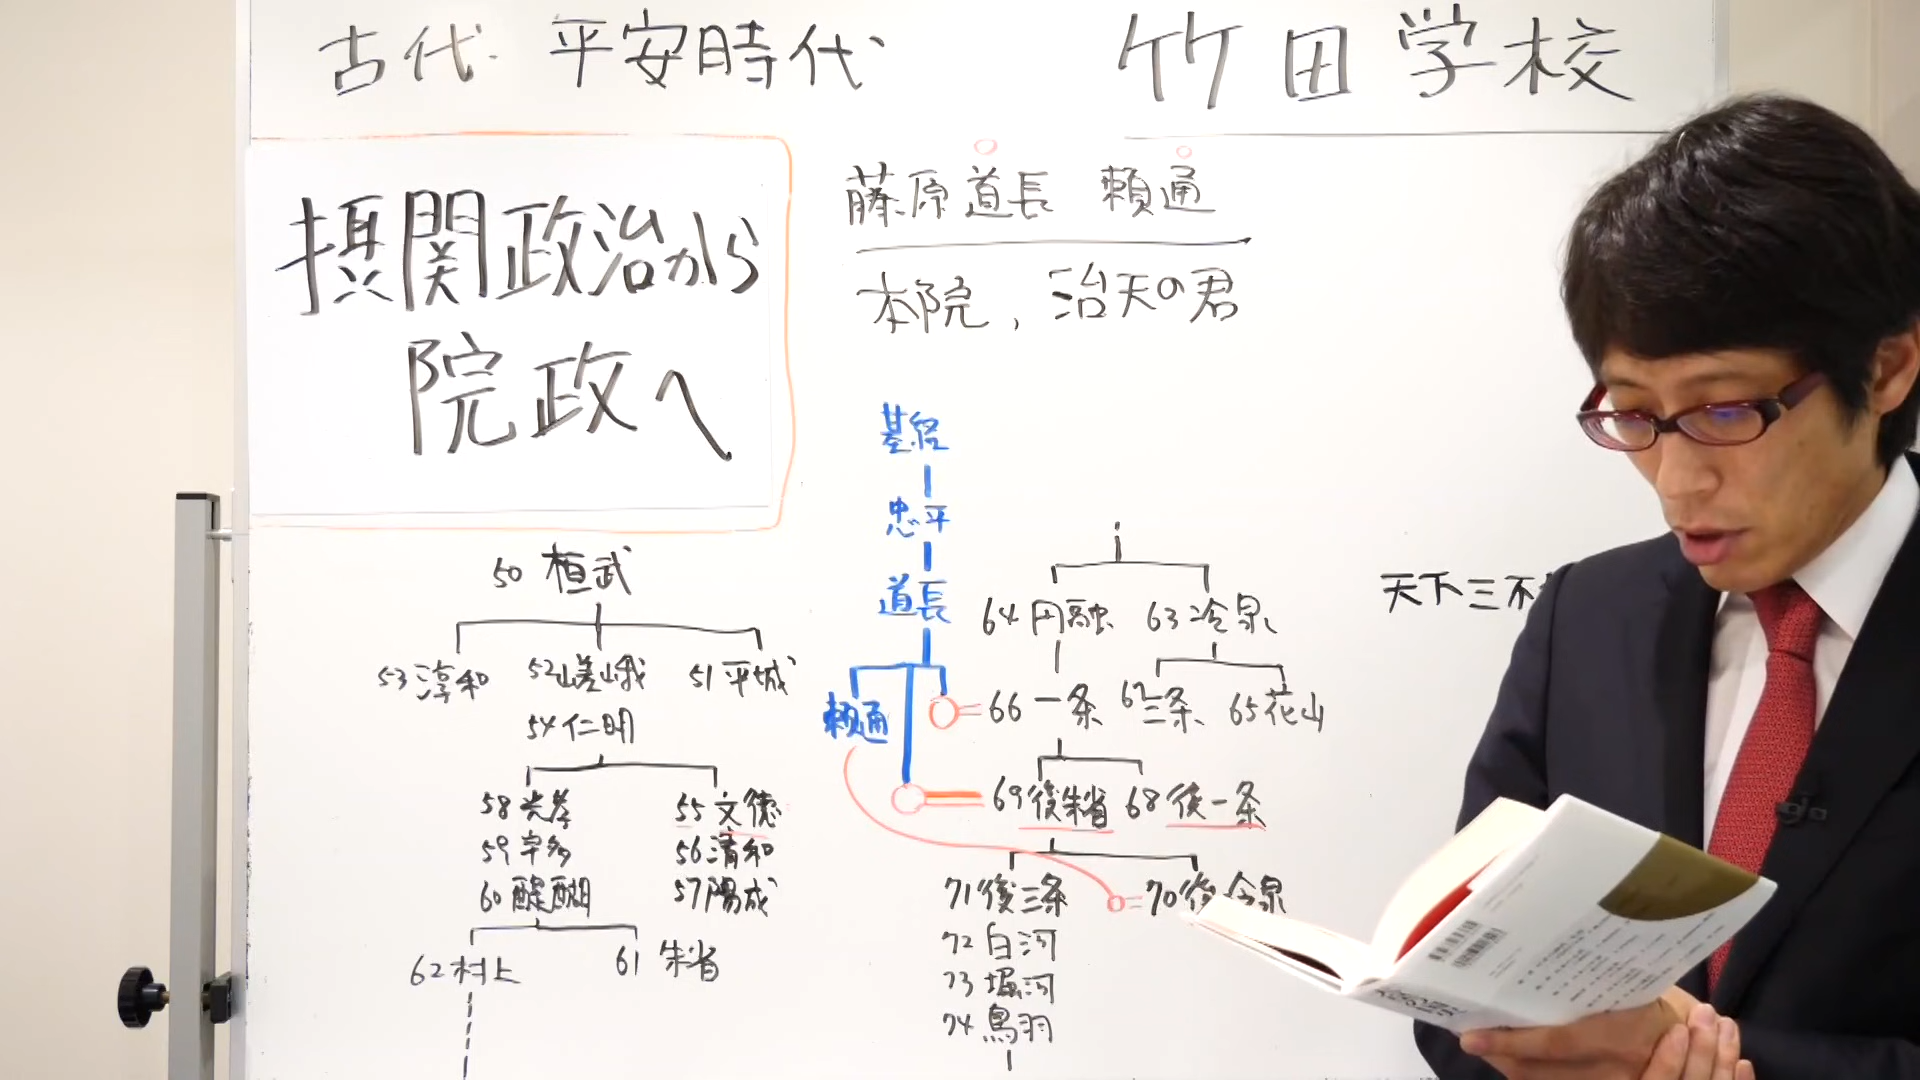 古代 平安時代
竹田学校
摂関政治から
院政へ
藤原道長 頼通
本院, 治天の君
基経
忠平
道長
頼通
50 桓武
53 淳和 52 嵯峨 51 平城
54 仁明
58 光孝 55 文徳
59 宇多 56 清和
60 醍醐 57 陽成
62 村上 61 朱雀
64 円融 63 冷泉
66 一条 67 三条 65 花山
69 後朱雀 68 後一条
71 後三条 70 後冷泉
72 白河
73 堀河
74 鳥羽
天下三不